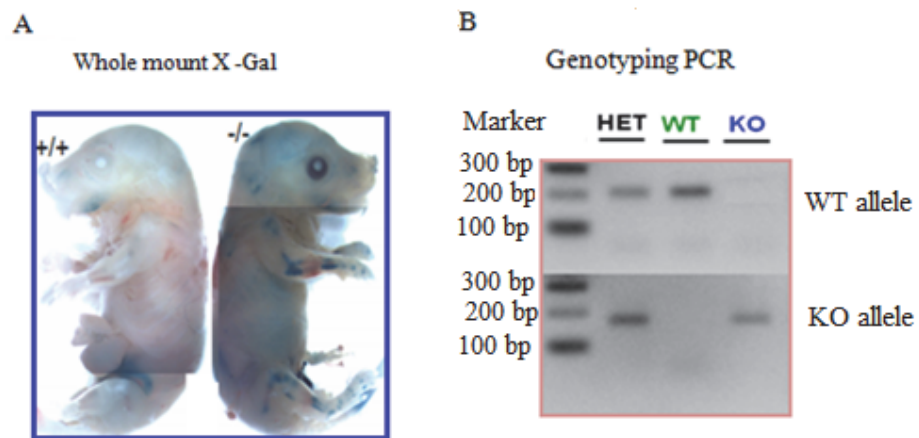 A
Whole mount X -Gal
+/+
-/-
B
Genotyping PCR
Marker
HET WT KO
300 bp
200 bp
100 bp
WT allele
300 bp
200 bp
100 bp
KO allele